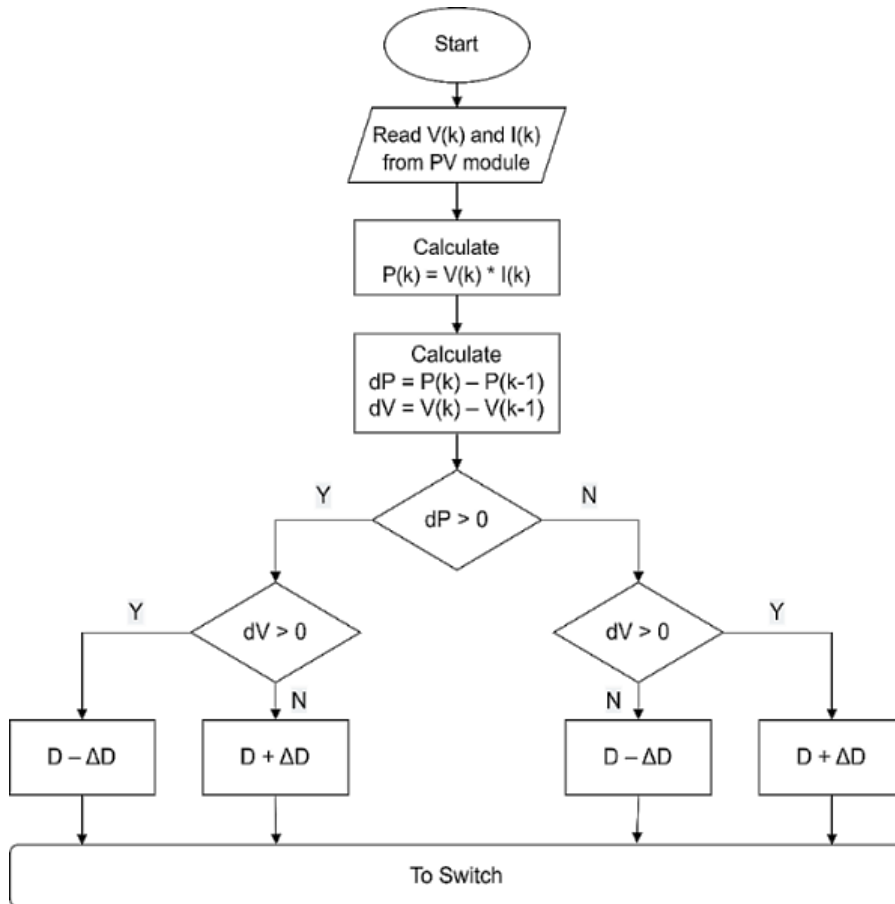 Start
Read V(k) and I(k)
from PV module
Calculate
P(k) = V(k) * I(k)
Calculate
dP = P(k) – P(k-1)
dV = V(k) – V(k-1)
Y
N
dP > 0
Y
dV > 0
N
dV > 0
Y
N
D – ΔD
D + ΔD
D – ΔD
D + ΔD
To Switch